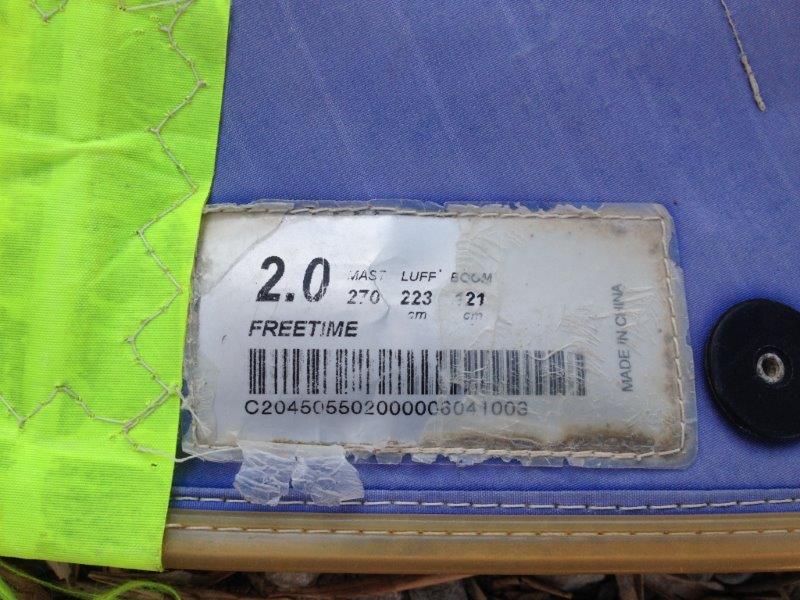 2.0 MAST LUFF BOOM
270 223 121
cm cm
FREETIME
C204505502000006041003
MADE IN CHINA